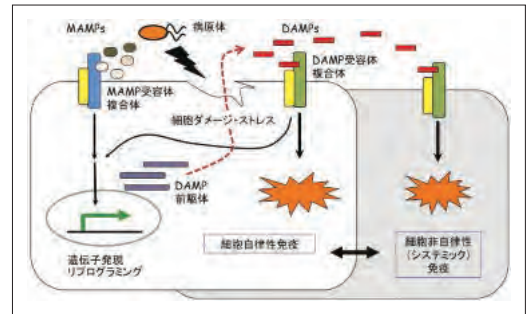 MAMPs
病原体
DAMPs
MAMP受容体
複合体
DAMP受容体
複合体
細胞ダメージ・ストレス
DAMP
前駆体
遺伝子発現
リプログラミング
細胞自律性免疫
細胞非自律性
(システミック)
免疫